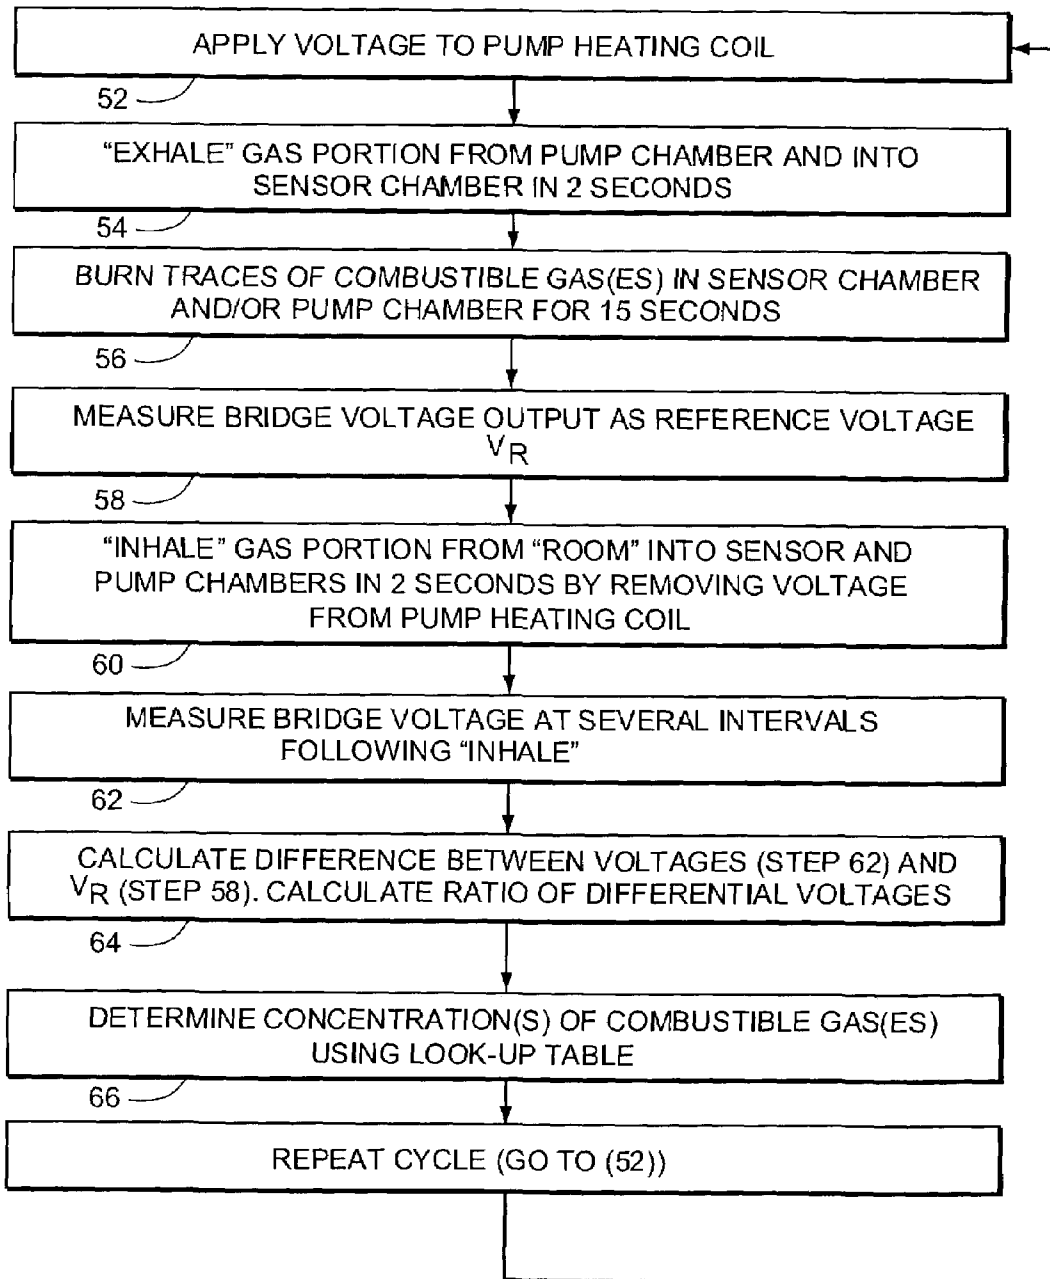 APPLY VOLTAGE TO PUMP HEATING COIL
52
“EXHALE” GAS PORTION FROM PUMP CHAMBER AND INTO
SENSOR CHAMBER IN 2 SECONDS
54
BURN TRACES OF COMBUSTIBLE GAS(ES) IN SENSOR CHAMBER
AND/OR PUMP CHAMBER FOR 15 SECONDS
56
MEASURE BRIDGE VOLTAGE OUTPUT AS REFERENCE VOLTAGE
VR
58
“INHALE” GAS PORTION FROM “ROOM” INTO SENSOR AND
PUMP CHAMBERS IN 2 SECONDS BY REMOVING VOLTAGE
FROM PUMP HEATING COIL
60
MEASURE BRIDGE VOLTAGE AT SEVERAL INTERVALS
FOLLOWING “INHALE”
62
CALCULATE DIFFERENCE BETWEEN VOLTAGES (STEP 62) AND
VR (STEP 58). CALCULATE RATIO OF DIFFERENTIAL VOLTAGES
64
DETERMINE CONCENTRATION(S) OF COMBUSTIBLE GAS(ES)
USING LOOK-UP TABLE
66
REPEAT CYCLE (GO TO (52))